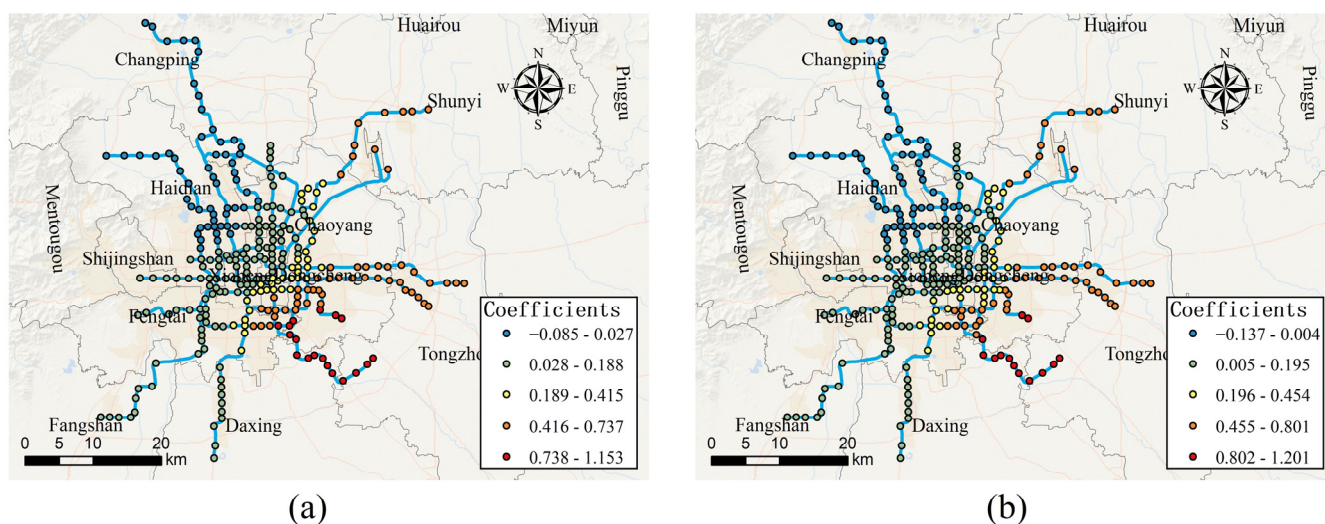 Huairou
Miyun
Changping
Pinggu
N
W E
S
Shunyi
Haidian
Mentougou
Chaoyang
Shijingshan
Fengtai
Tongzho
Fangshan
Daxing
Coefficients
−0.085 - 0.027
0.028 - 0.188
0.189 - 0.415
0.416 - 0.737
0.738 - 1.153
0 5 10 20
km
(a)
Huairou
Miyun
Changping
Pinggu
N
W E
S
Shunyi
Haidian
Mentougou
Chaoyang
Shijingshan
Fengtai
Tongzho
Fangshan
Daxing
Coefficients
-0.137 - 0.004
0.005 - 0.195
0.196 - 0.454
0.455 - 0.801
0.802 - 1.201
0 5 10 20
km
(b)